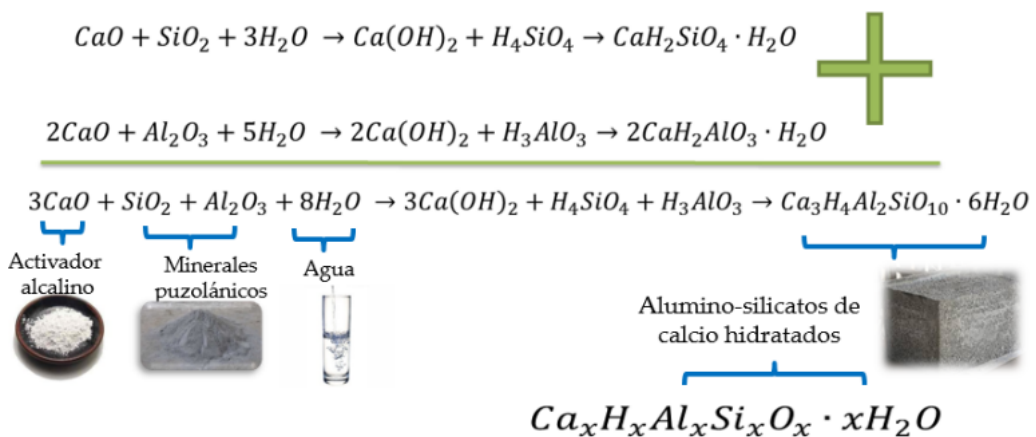 CaO + SiO₂ + 3H₂O → Ca(OH)₂ + H₄SiO₄ → CaH₂SiO₄ · H₂O
2CaO + Al₂O₃ + 5H₂O → 2Ca(OH)₂ + H₃AlO₃ → 2CaH₂AlO₃ · H₂O
3CaO + SiO₂ + Al₂O₃ + 8H₂O → 3Ca(OH)₂ + H₄SiO₄ + H₃AlO₃ → Ca₃H₄Al₂SiO₁₀ · 6H₂O
Activador
alcalino
Minerales
puzolánicos
Agua
Alumino-silicatos de
calcio hidratados
CaₓHₓAlₓSiₓOₓ · xH₂O